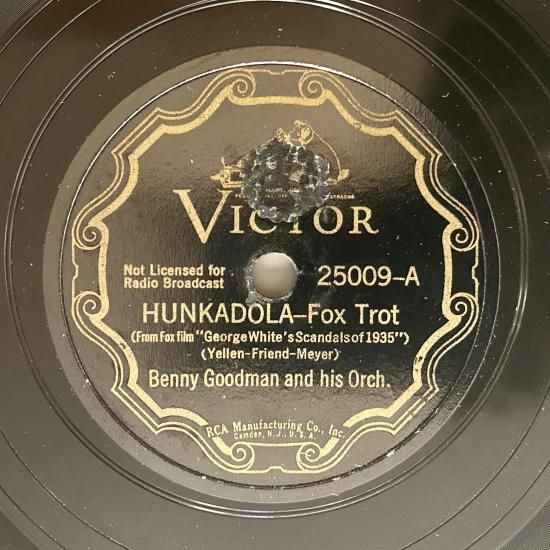 VICTOR
Not Licensed for
Radio Broadcast
25009-A
HUNKADOLA-Fox Trot
(From Fox film "George White's Scandals of 1935")
(Yellen-Friend-Meyer)
Benny Goodman and his Orch.
RCA Manufacturing Co., Inc.
Camden, N.J., U.S.A.